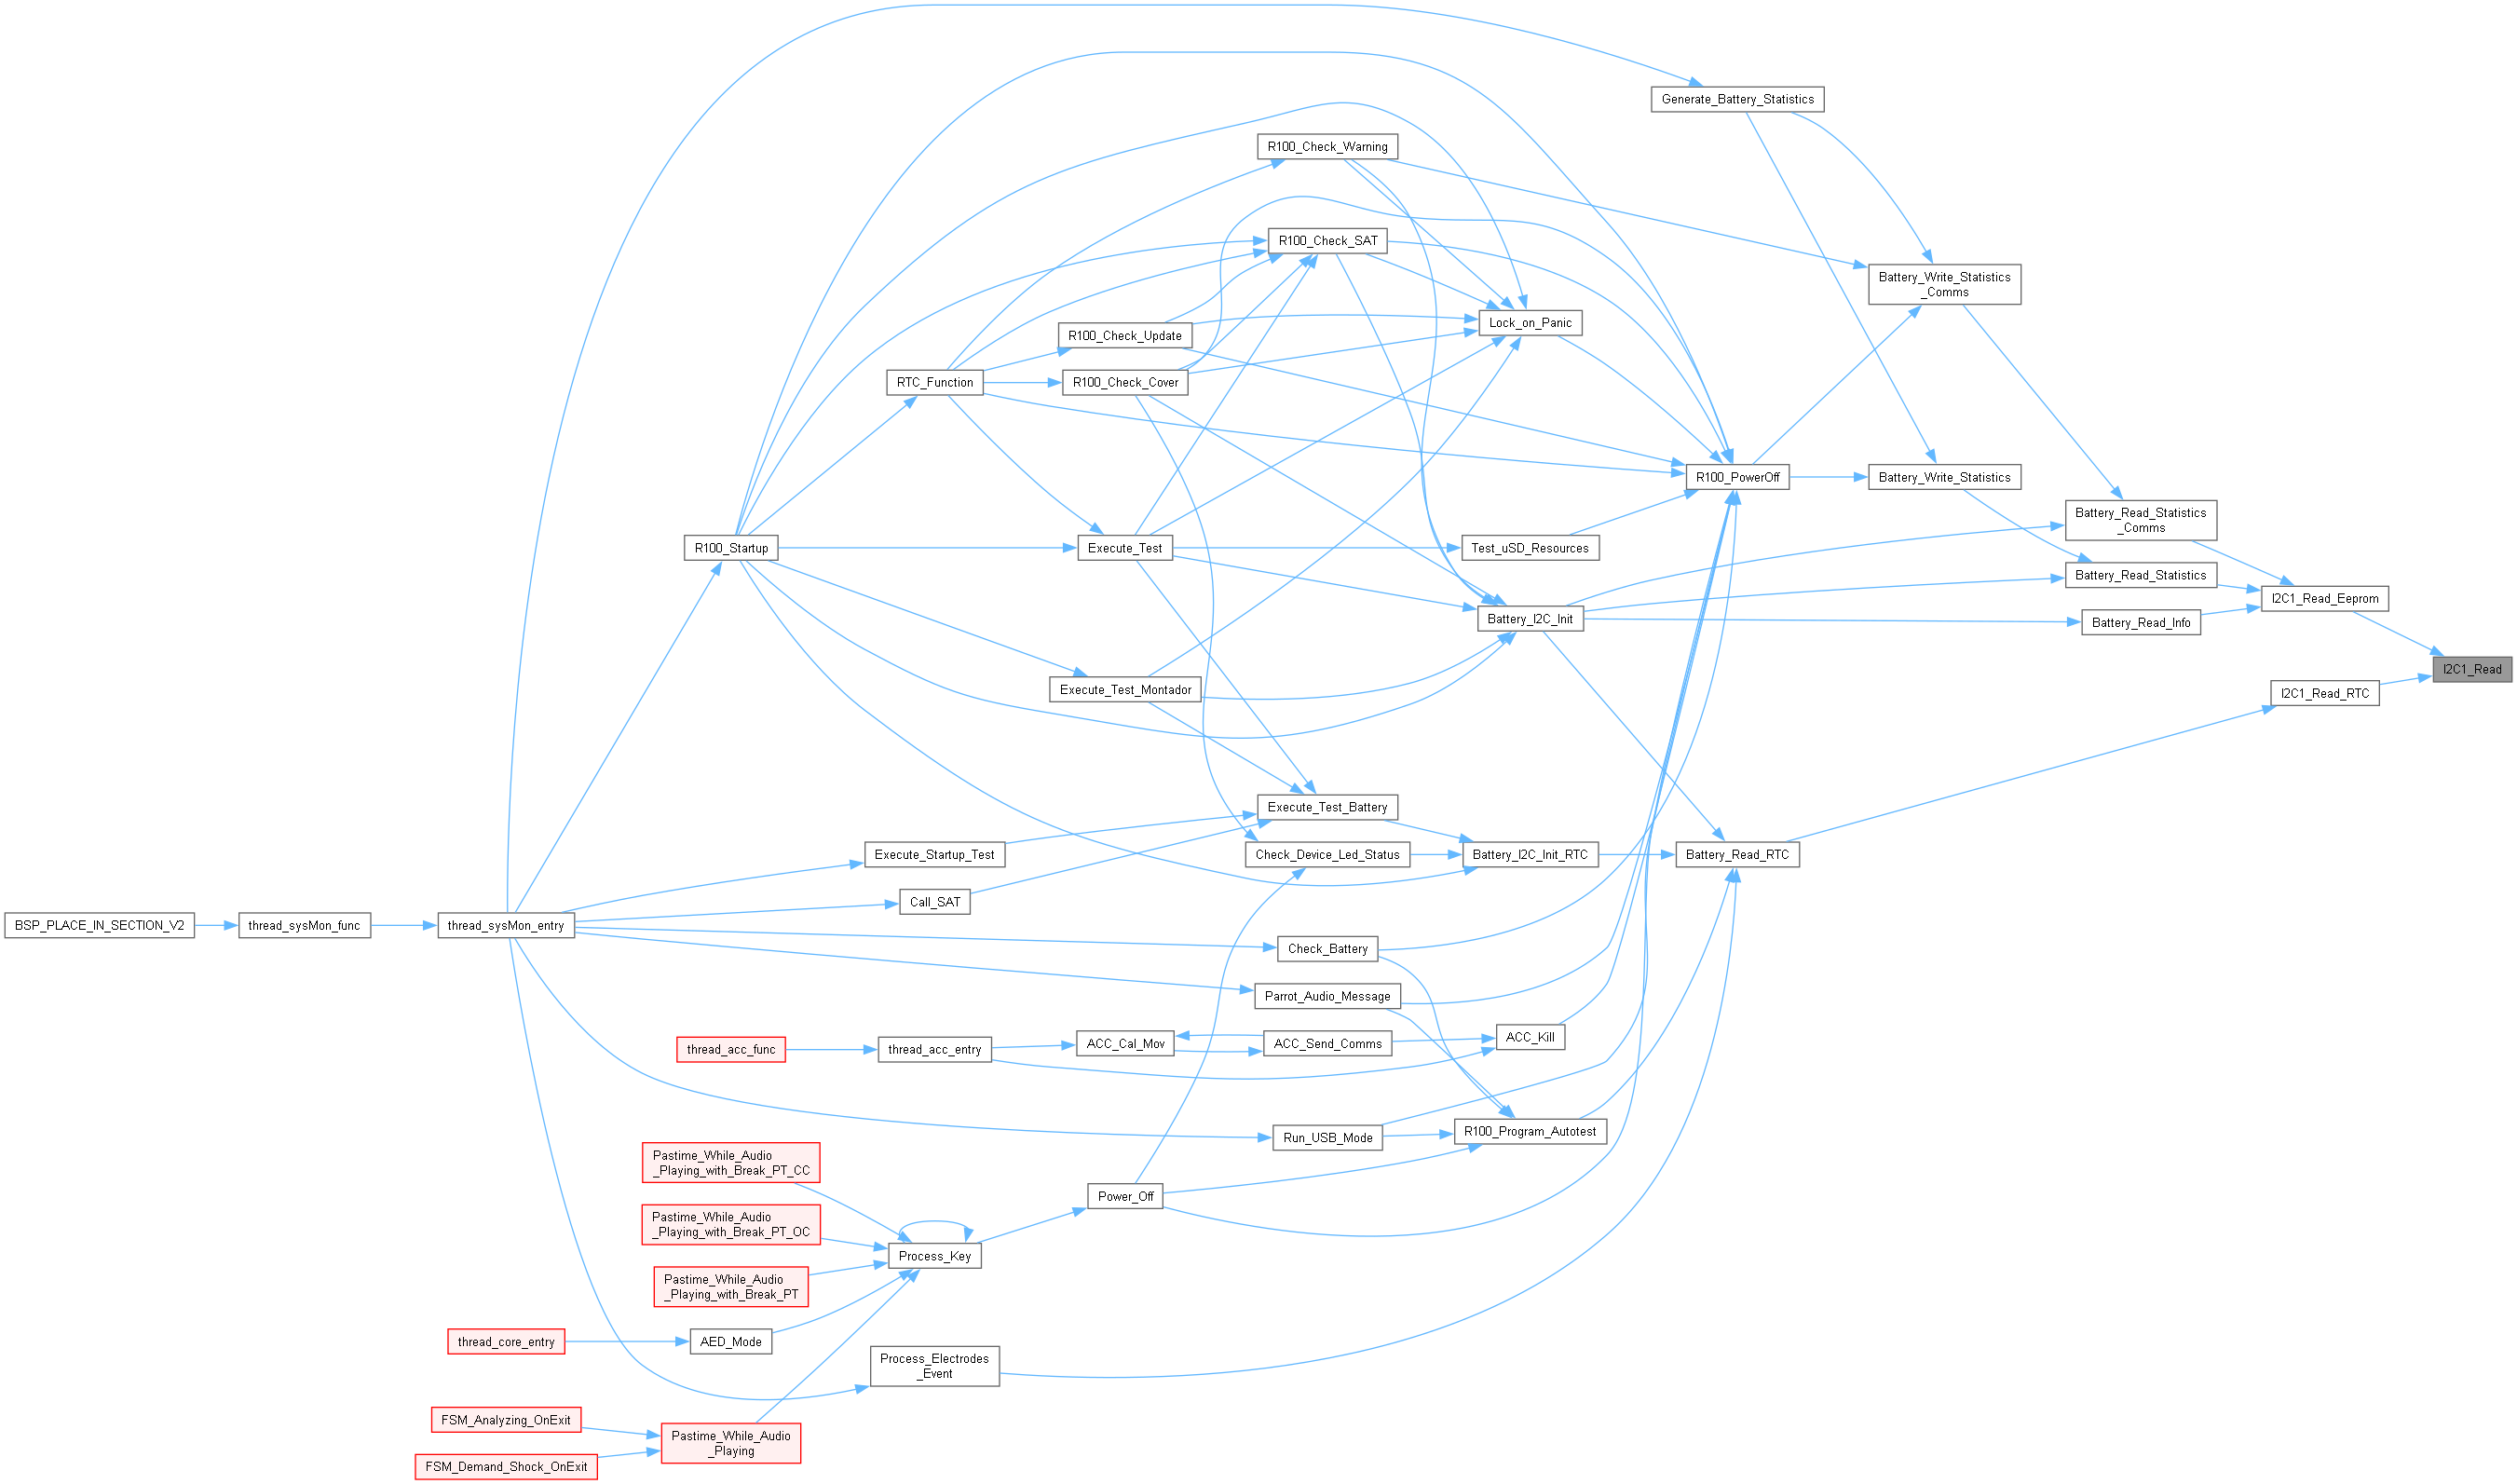 Generate_Battery_Statistics
R100_Check_Warning
R100_Check_SAT
Battery_Write_Statistics
_Comms
Lock_on_Panic
R100_Check_Update
RTC_Function
R100_Check_Cover
R100_PowerOff
Battery_Write_Statistics
Battery_Read_Statistics
_Comms
R100_Startup
Execute_Test
Test_uSD_Resources
Battery_Read_Statistics
I2C1_Read_Eeprom
Battery_I2C_Init
Battery_Read_Info
I2C1_Read
Execute_Test_Montador
I2C1_Read_RTC
Execute_Test_Battery
Execute_Startup_Test
Check_Device_Led_Status
Battery_I2C_Init_RTC
Battery_Read_RTC
Call_SAT
BSP_PLACE_IN_SECTION_V2
thread_sysMon_func
thread_sysMon_entry
Check_Battery
Parrot_Audio_Message
thread_acc_func
thread_acc_entry
ACC_Cal_Mov
ACC_Send_Comms
ACC_Kill
Run_USB_Mode
R100_Program_Autotest
Pastime_While_Audio
_Playing_with_Break_PT_CC
Power_Off
Pastime_While_Audio
_Playing_with_Break_PT_OC
Process_Key
Pastime_While_Audio
_Playing_with_Break_PT
thread_core_entry
AED_Mode
Process_Electrodes
_Event
FSM_Analyzing_OnExit
Pastime_While_Audio
_Playing
FSM_Demand_Shock_OnExit